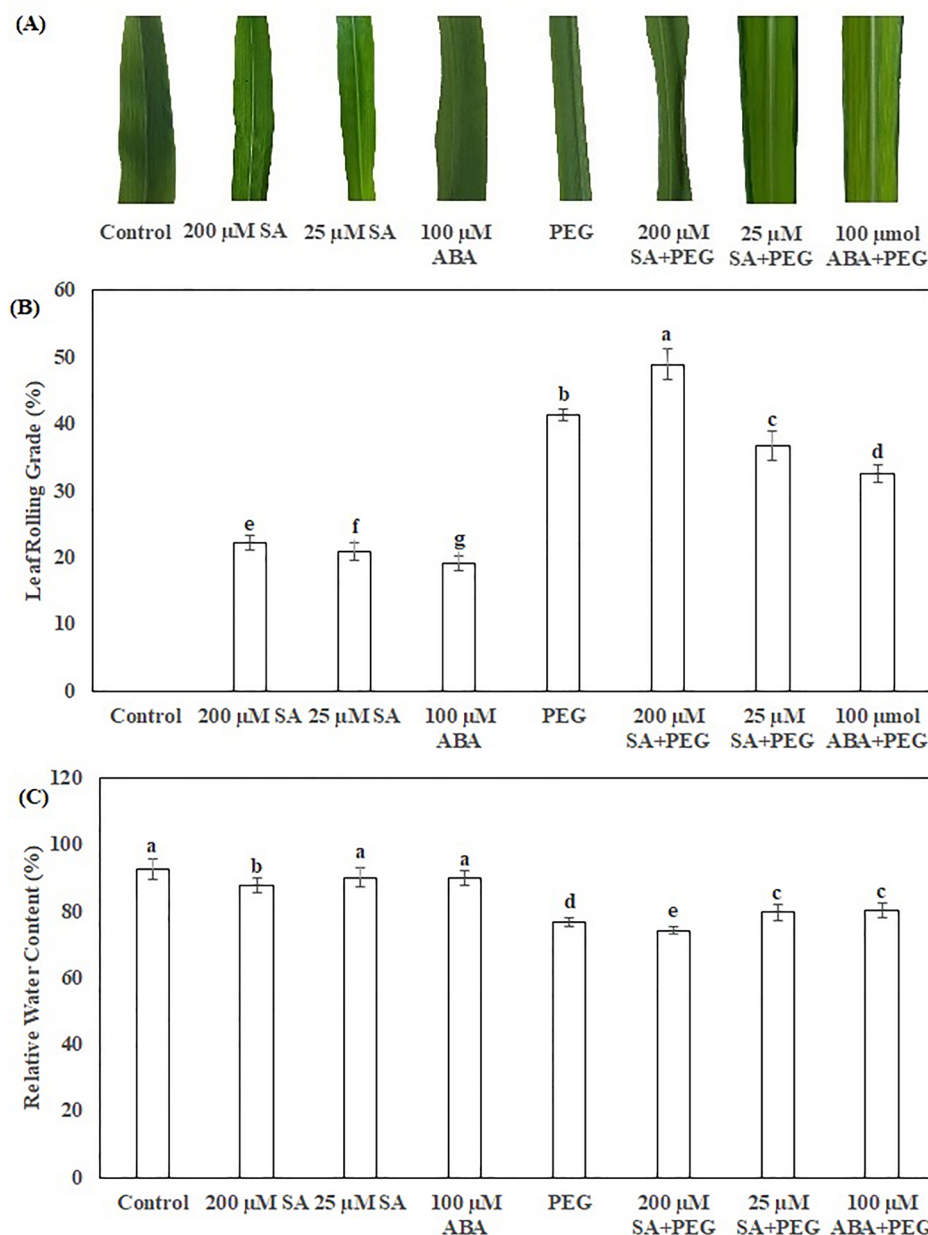 (A)
Control 200 μM SA 25 μM SA 100 μM PEG 200 μM 25 μM 100 μmol
ABA SA+PEG SA+PEG ABA+PEG
(B)
Leaf Rolling Grade (%)
60
50
40
30
20
10
0
e
f
g
b
a
c
d
Control 200 μM SA 25 μM SA 100 μM PEG 200 μM 25 μM 100 μmol
ABA SA+PEG SA+PEG ABA+PEG
(C)
Relative Water Content (%)
120
100
80
60
40
20
0
a
b
a
a
d
e
c
c
Control 200 μM SA 25 μM SA 100 μM PEG 200 μM 25 μM 100 μM
ABA SA+PEG SA+PEG ABA+PEG